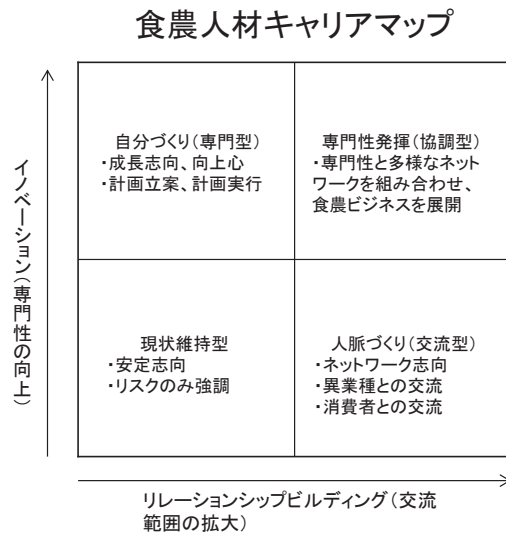 食農人材キャリアマップ
イノベーション(専門性の向上)
自分づくり(専門型)
・成長志向、向上心
・計画立案、計画実行
専門性発揮(協調型)
・専門性と多様なネット
ワークを組み合わせ、
食農ビジネスを展開
現状維持型
・安定志向
・リスクのみ強調
人脈づくり(交流型)
・ネットワーク志向
・異業種との交流
・消費者との交流
リレーションシップビルディング(交流
範囲の拡大)